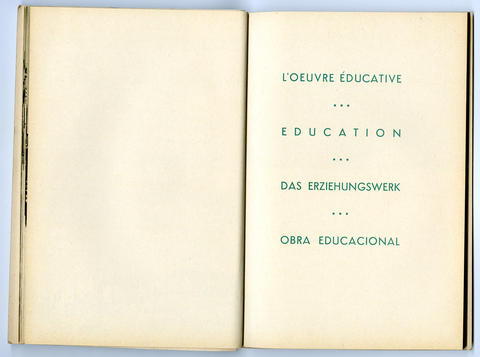 L'OEUVRE ÉDUCATIVE
•••
EDUCATION
•••
DAS ERZIEHUNGSWERK
•••
OBRA EDUCACIONAL